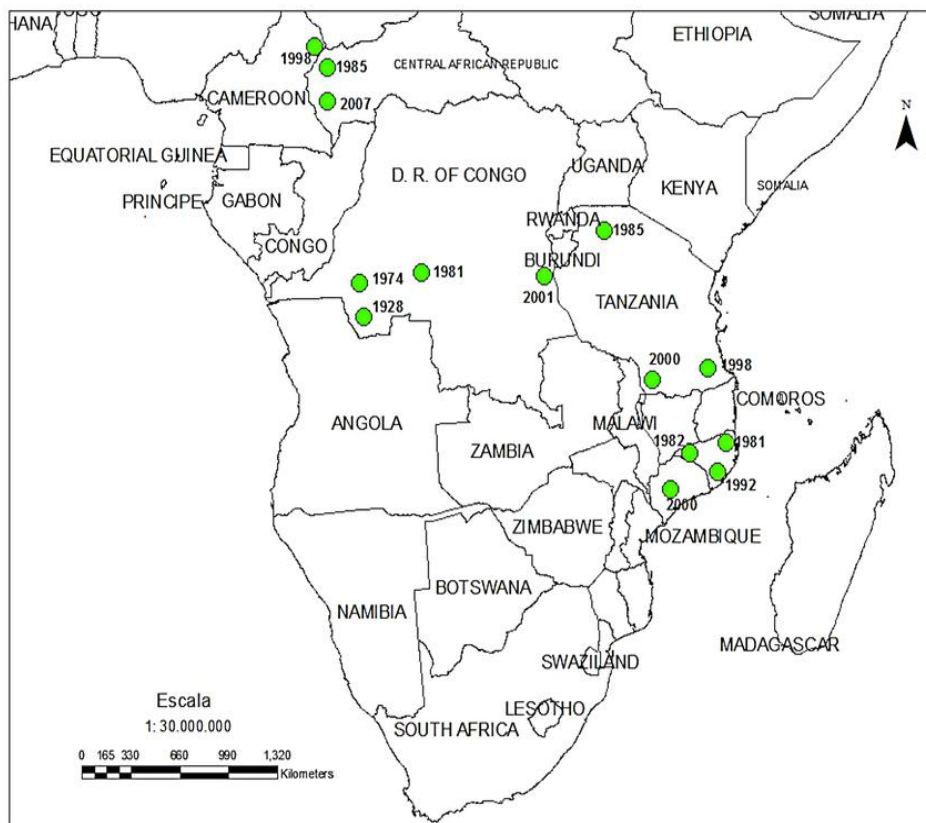 HANA
TOGO
SOMALIA
ETHIOPIA
1998
1985
CENTRAL AFRICAN REPUBLIC
CAMEROON
2007
N
EQUATORIAL GUINEA
UGANDA
D. R. OF CONGO
KENYA
SOMALIA
PRINCIPE
GABON
RWANDA
1985
CONGO
BURUNDI
1974
1981
2001
TANZANIA
1928
2000
1998
COMOROS
ANGOLA
MALAWI
1982
1981
ZAMBIA
1992
2000
ZIMBABWE
MOZAMBIQUE
BOTSWANA
NAMIBIA
MADAGASCAR
SWAZILAND
Escala
LESOTHO
1: 30.000.000
SOUTH AFRICA
0 165 330 660 990 1,320
Kilometers